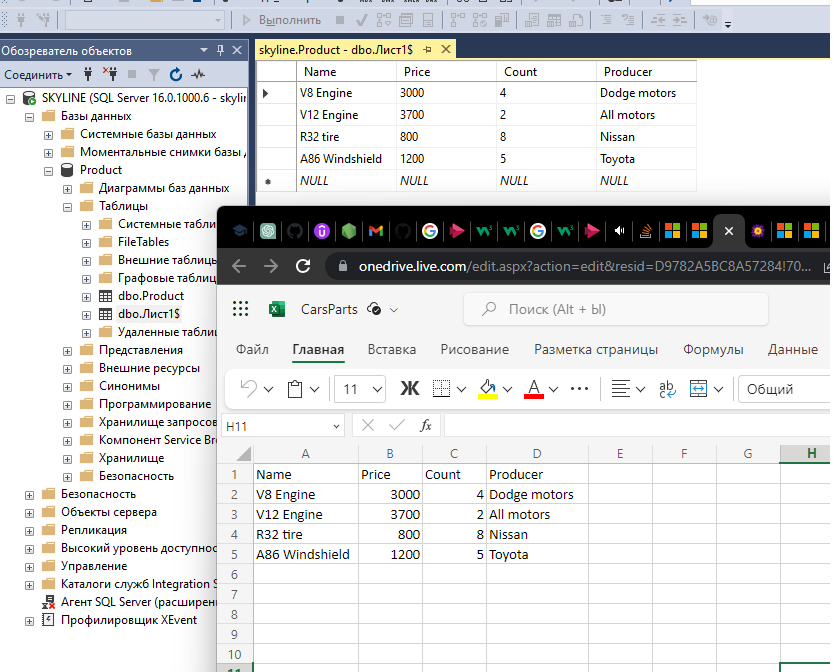 Выполнить
Обозреватель объектов
Соединить
SKYLINE (SQL Server 16.0.1000.6 - skylin
Базы данных
Системные базы данных
Моментальные снимки базы д
Product
Диаграммы баз данных
Таблицы
Системные табли
FileTables
Внешние таблицы
Графовые таблиц
dbo.Product
dbo.Лист1$
Удаленные таблиц
Представления
Внешние ресурсы
Синонимы
Программирование
Хранилище запросов
Компонент Service Br
Хранилище
Безопасность
Безопасность
Объекты сервера
Репликация
Высокий уровень доступнос
Управление
Каталоги служб Integration S
Агент SQL Server (расширен
Профилировщик XEvent
skyline.Product - dbo.Лист1$
Name Price Count Producer
V8 Engine 3000 4 Dodge motors
V12 Engine 3700 2 All motors
R32 tire 800 8 Nissan
A86 Windshield 1200 5 Toyota
NULL NULL NULL NULL
onedrive.live.com/edit.aspx?action=edit&resid=D9782A5BC8A57284!70...
CarsParts
Поиск (Alt + Ы)
Файл Главная Вставка Рисование Разметка страницы Формулы Данные
11 Ж A ab Общий
H11 fx
A B C D E F G H
1 Name Price Count Producer
2 V8 Engine 3000 4 Dodge motors
3 V12 Engine 3700 2 All motors
4 R32 tire 800 8 Nissan
5 A86 Windshield 1200 5 Toyota
6
7
8
9
10
11